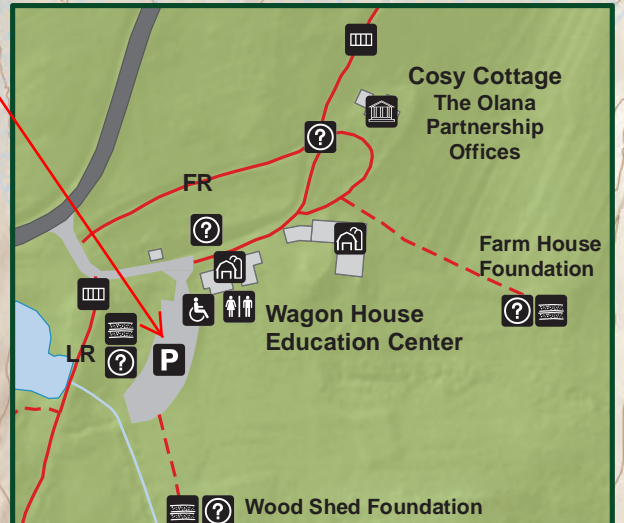 Cosy Cottage
The Olana
Partnership
Offices
?
FR
?
Farm House
Foundation
?
Wagon House
Education Center
LR
?
P
?
Wood Shed Foundation